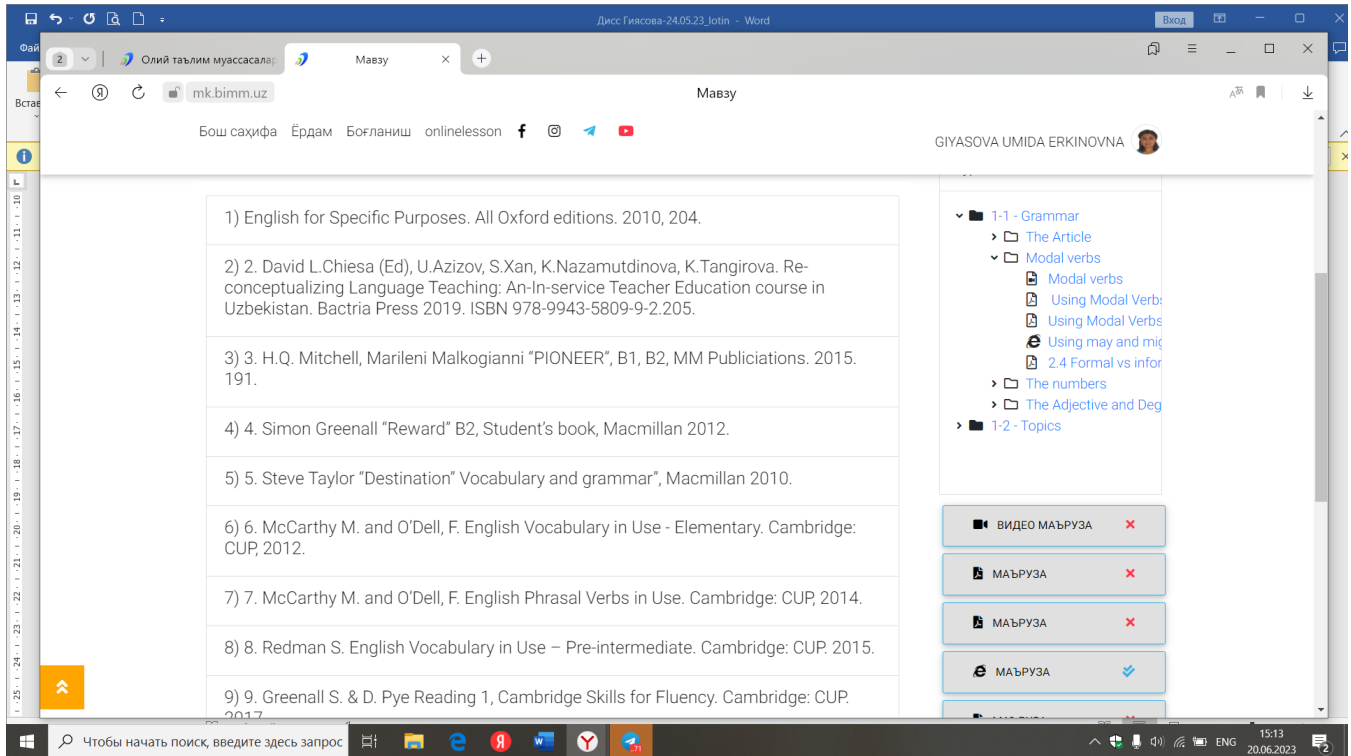 Дисс Гиясова-24.05.23_lotin - Word
Вход
2
Олий таълим муассасалар
Мавзу
mk.bimm.uz
Мавзу
Бош саҳифа Ёрдам Боғланиш onlinelesson
GIYASOVA UMIDA ERKINOVNA
1) English for Specific Purposes. All Oxford editions. 2010, 204.
2) 2. David L.Chiesa (Ed), U.Azizov, S.Xan, K.Nazamutdinova, K.Tangirova. Re-
conceptualizing Language Teaching: An-In-service Teacher Education course in
Uzbekistan. Bactria Press 2019. ISBN 978-9943-5809-9-2.205.
3) 3. H.Q. Mitchell, Marileni Malkogianni “PIONEER”, B1, B2, MM Publiciations. 2015.
191.
4) 4. Simon Greenall “Reward” B2, Student’s book, Macmillan 2012.
5) 5. Steve Taylor “Destination” Vocabulary and grammar”, Macmillan 2010.
6) 6. McCarthy M. and O’Dell, F. English Vocabulary in Use - Elementary. Cambridge:
CUP, 2012.
7) 7. McCarthy M. and O’Dell, F. English Phrasal Verbs in Use. Cambridge: CUP, 2014.
8) 8. Redman S. English Vocabulary in Use – Pre-intermediate. Cambridge: CUP. 2015.
9) 9. Greenall S. & D. Pye Reading 1, Cambridge Skills for Fluency. Cambridge: CUP.
1-1 - Grammar
The Article
Modal verbs
Modal verbs
Using Modal Verbs
Using Modal Verbs
Using may and mig
2.4 Formal vs infor
The numbers
The Adjective and Deg
1-2 - Topics
ВИДЕО МАЪРУЗА
МАЪРУЗА
МАЪРУЗА
МАЪРУЗА
Чтобы начать поиск, введите здесь запрос
ENG
15:13
20.06.2023